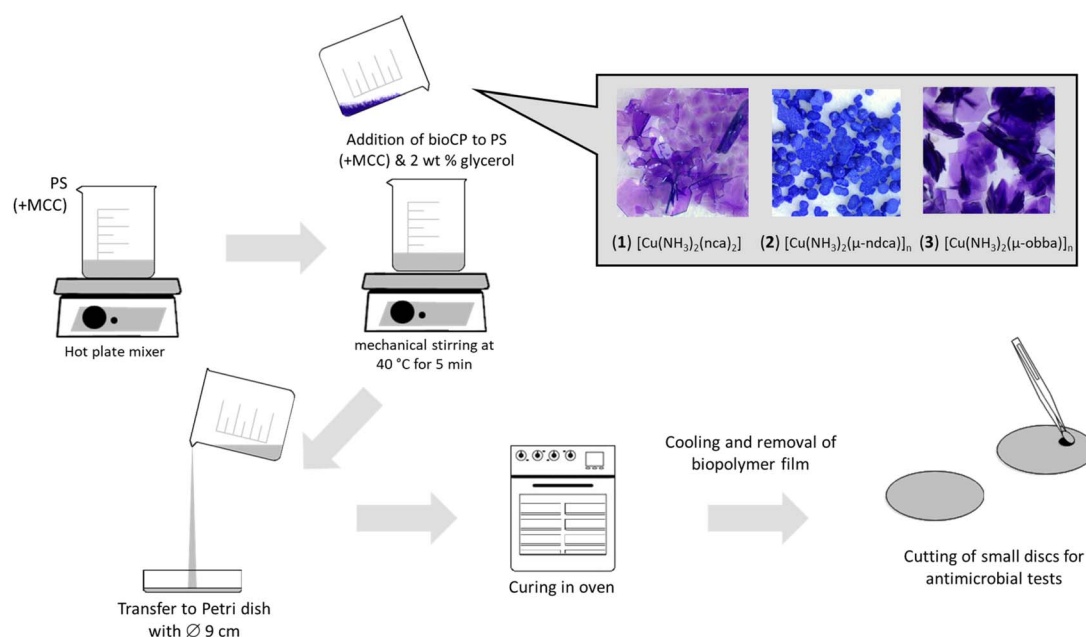 PS
(+MCC)
Hot plate mixer
Addition of bioCP to PS
(+MCC) & 2 wt % glycerol
mechanical stirring at
40 °C for 5 min
(1) [Cu(NH₃)₂(nca)₂]
(2) [Cu(NH₃)₂(μ-ndca)]ₙ
(3) [Cu(NH₃)₂(μ-obba)]ₙ
Transfer to Petri dish
with ∅ 9 cm
Curing in oven
Cooling and removal of
biopolymer film
Cutting of small discs for
antimicrobial tests